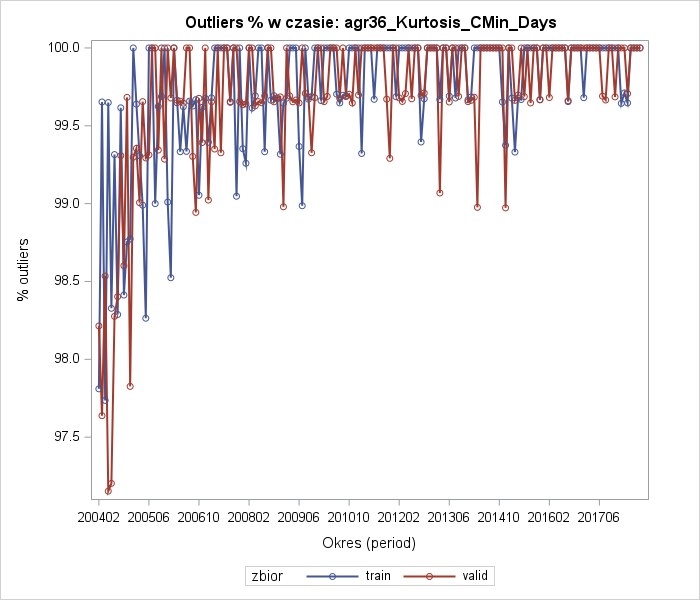 Outliers % w czasie: agr36_Kurtosis_CMin_Days
100.0
99.5
99.0
98.5
98.0
97.5
% outliers
200402 200506 200610 200802 200906 201010 201202 201306 201410 201602 201706
Okres (period)
zbior train valid